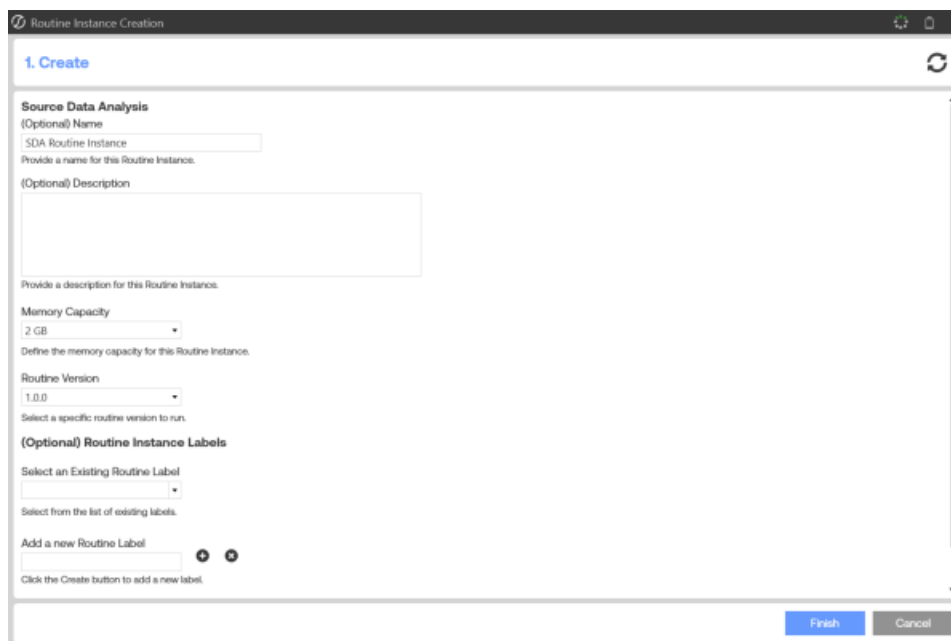 Routine Instance Creation
1. Create
Source Data Analysis
(Optional) Name
SDA Routine Instance
Provide a name for this Routine Instance.
(Optional) Description
Provide a description for this Routine Instance.
Memory Capacity
2 GB
Define the memory capacity for this Routine Instance.
Routine Version
1.0.0
Select a specific routine version to run.
(Optional) Routine Instance Labels
Select an Existing Routine Label
Select from the list of existing labels.
Add a new Routine Label
Click the Create button to add a new label.
Finish Cancel